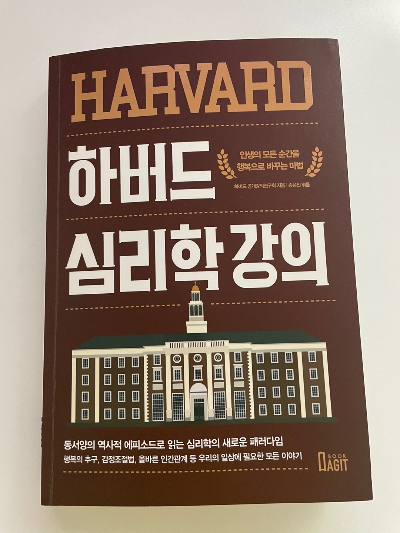 HARVARD
하버드
인생의 모든 순간을
행복으로 바꾸는 마법
심리학 강의
동서양의 역사적 에피소드로 읽는 심리학의 새로운 패러다임
행복의 추구, 감정조절법, 올바른 인간관계 등 우리의 일상에 필요한 모든 이야기
BOOK
AGIT